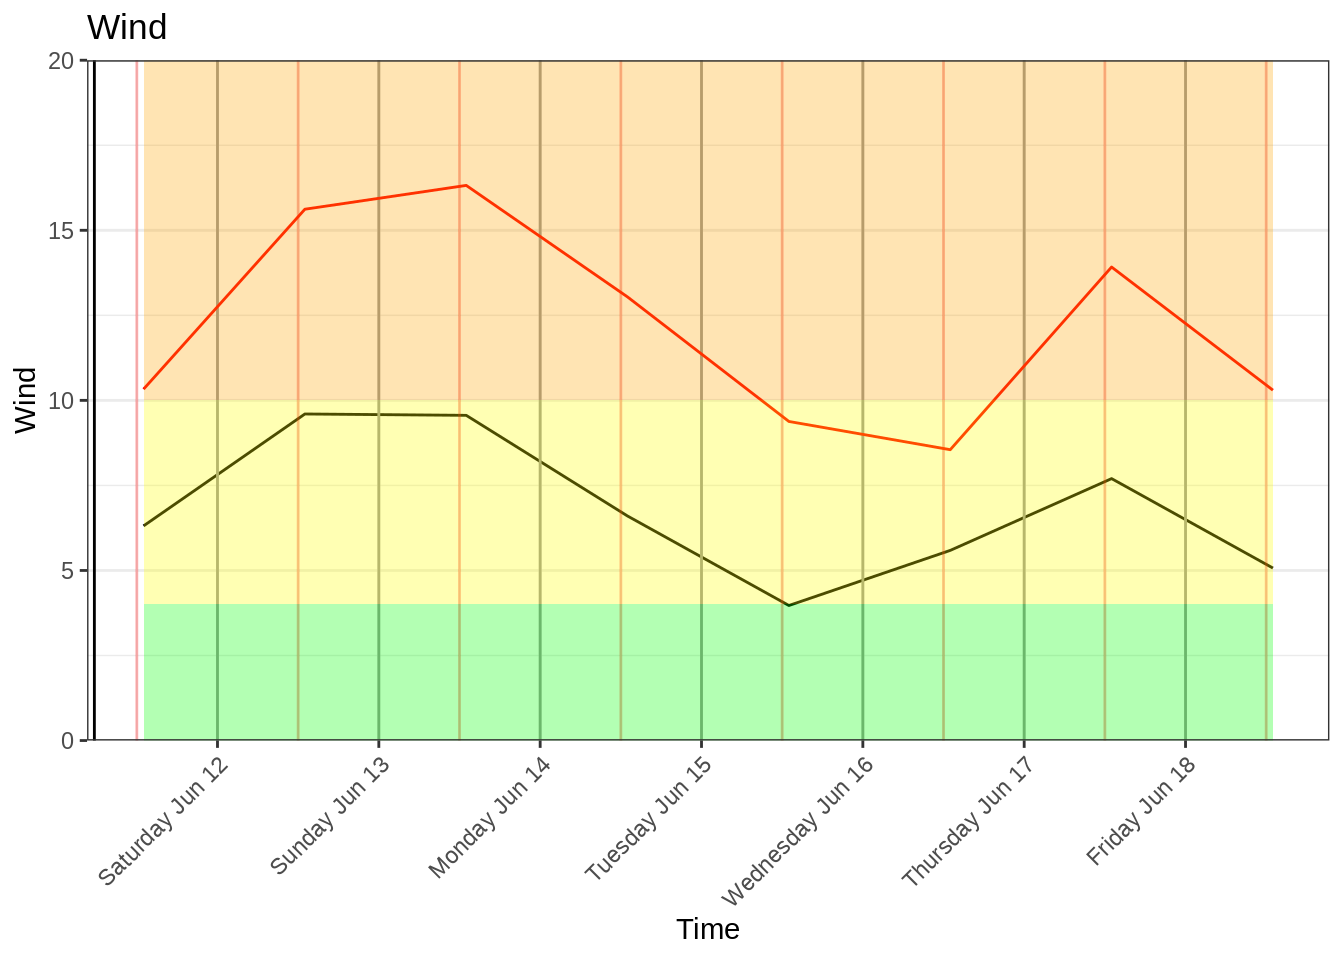 Wind
20
15
10
5
0
Wind
Saturday Jun 12
Sunday Jun 13
Monday Jun 14
Tuesday Jun 15
Wednesday Jun 16
Thursday Jun 17
Friday Jun 18
Time